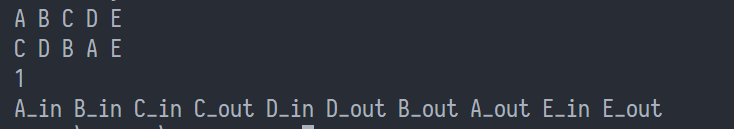 A B C D E
C D B A E
1
A_in B_in C_in C_out D_in D_out B_out A_out E_in E_out